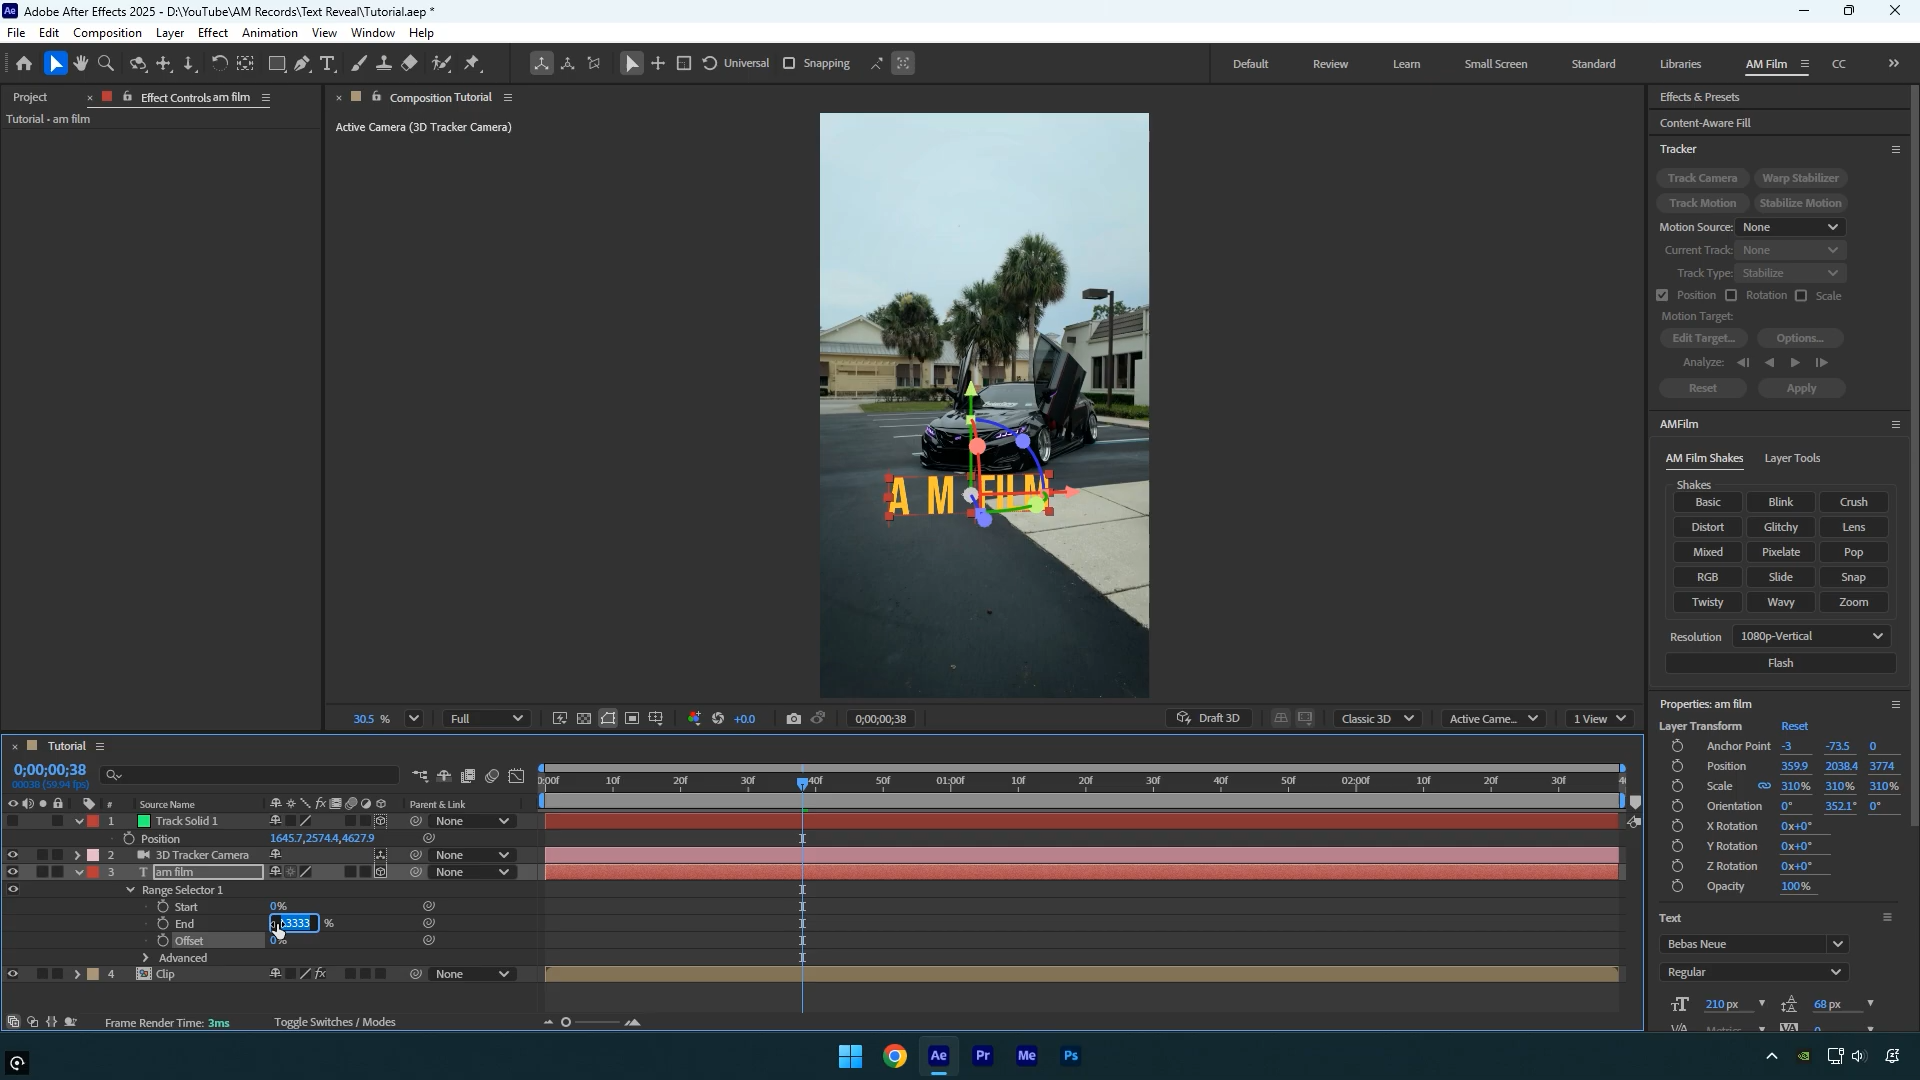 Adobe After Effects 2025 - D:\YouTube\AM Records\Text Reveal\Tutorial.aep *
File Edit Composition Layer Effect Animation View Window Help
Universal Snapping Default Review Learn Small Screen Standard Libraries AM Film CC
Project Effect Controls am film
Tutorial • am film
Composition Tutorial
Active Camera (3D Tracker Camera)
A M FILM
30.5 % Full +0.0 0;00;00;38 Draft 3D Classic 3D Active Came... 1 View
Effects & Presets
Content-Aware Fill
Tracker
Track Camera Warp Stabilizer
Track Motion Stabilize Motion
Motion Source: None
Current Track: None
Track Type: Stabilize
Position Rotation Scale
Motion Target:
Edit Target... Options...
Analyze:
Reset Apply
AMFilm
AM Film Shakes Layer Tools
Shakes
Basic Blink Crush
Distort Glitchy Lens
Mixed Pixelate Pop
RGB Slide Snap
Twisty Wavy Zoom
Resolution 1080p-Vertical
Flash
Properties: am film
Layer Transform Reset
Anchor Point -3 -73.5 0
Position 359.9 2038.4 3774
Scale 310% 310% 310%
Orientation 0° 352.1° 0°
X Rotation 0x+0°
Y Rotation 0x+0°
Z Rotation 0x+0°
Opacity 100%
Text
Bebas Neue
Regular
210 px 68 px
Metrics 0
Tutorial
0;00;00;38
00038 (59.94 fps)
0:00f 10f 20f 30f 40f 50f 01:00f 10f 20f 30f 40f 50f 02:00f 10f 20f 30f
# Source Name Parent & Link
1 Track Solid 1 None
Position 1645.7,2574.4,4627.9
2 3D Tracker Camera None
3 T am film None
Range Selector 1
Start 0%
End 3333 %
Offset 0%
Advanced
4 Clip fx None
Frame Render Time: 3ms Toggle Switches / Modes
Ae Pr Me Ps